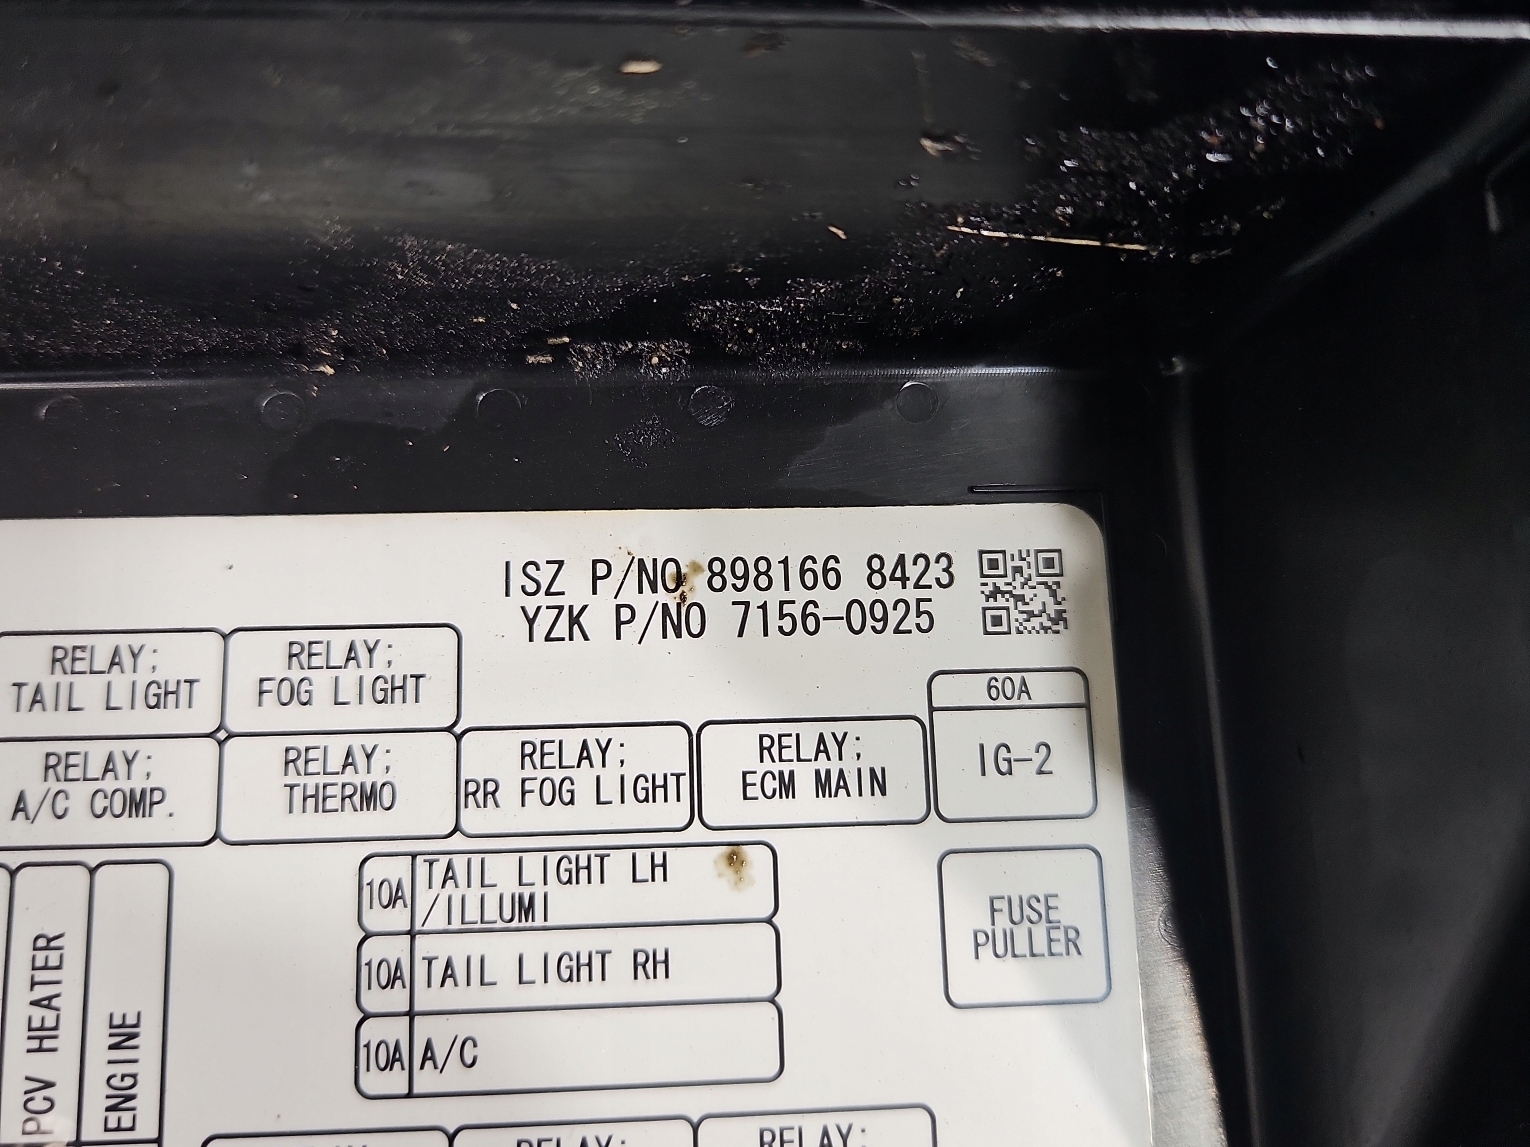 ISZ P/NO 898166 8423
YZK P/NO 7156-0925
RELAY;
TAIL LIGHT
RELAY;
FOG LIGHT
60A
IG-2
RELAY;
A/C COMP.
RELAY;
THERMO
RELAY;
RR FOG LIGHT
RELAY;
ECM MAIN
10A TAIL LIGHT LH
/ILLUMI
10A TAIL LIGHT RH
10A A/C
FUSE
PULLER
PCV HEATER
ENGINE
RELAY;
RELAY;